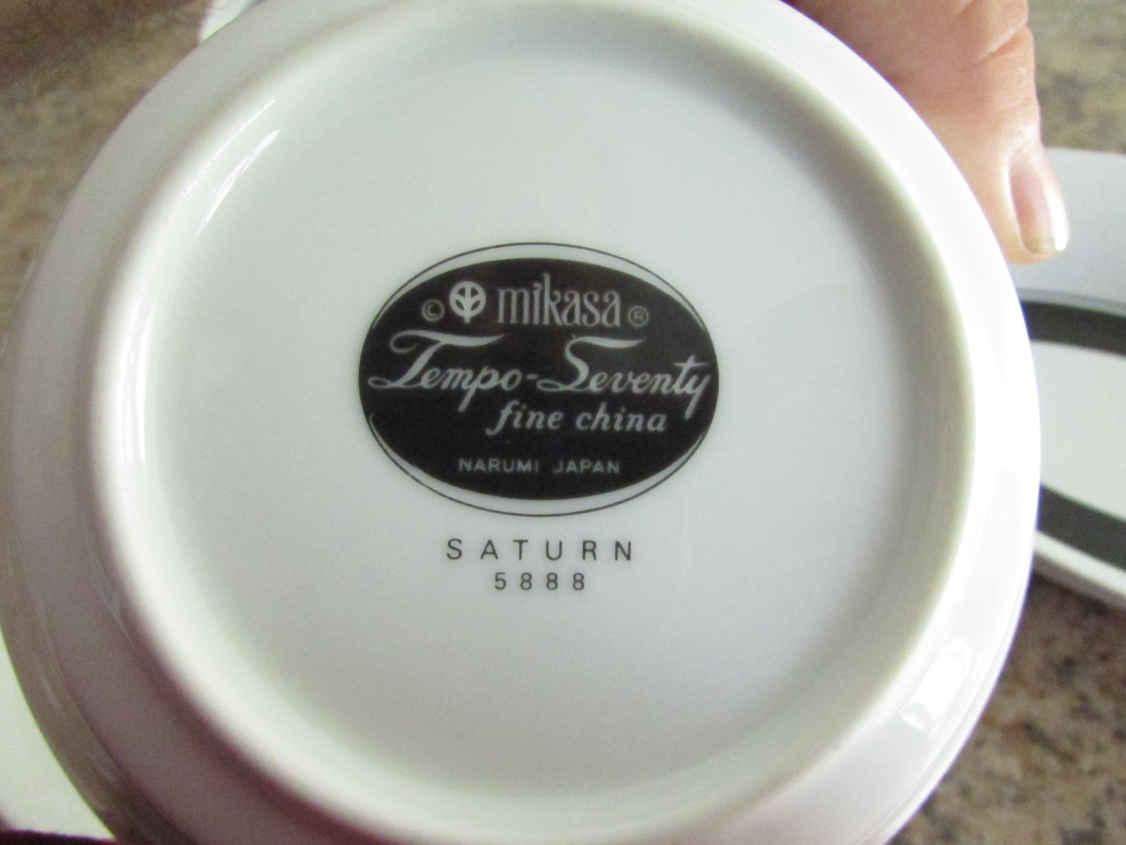 © mikasa ®
Tempo-Seventy
fine china
NARUMI JAPAN
SATURN
5888